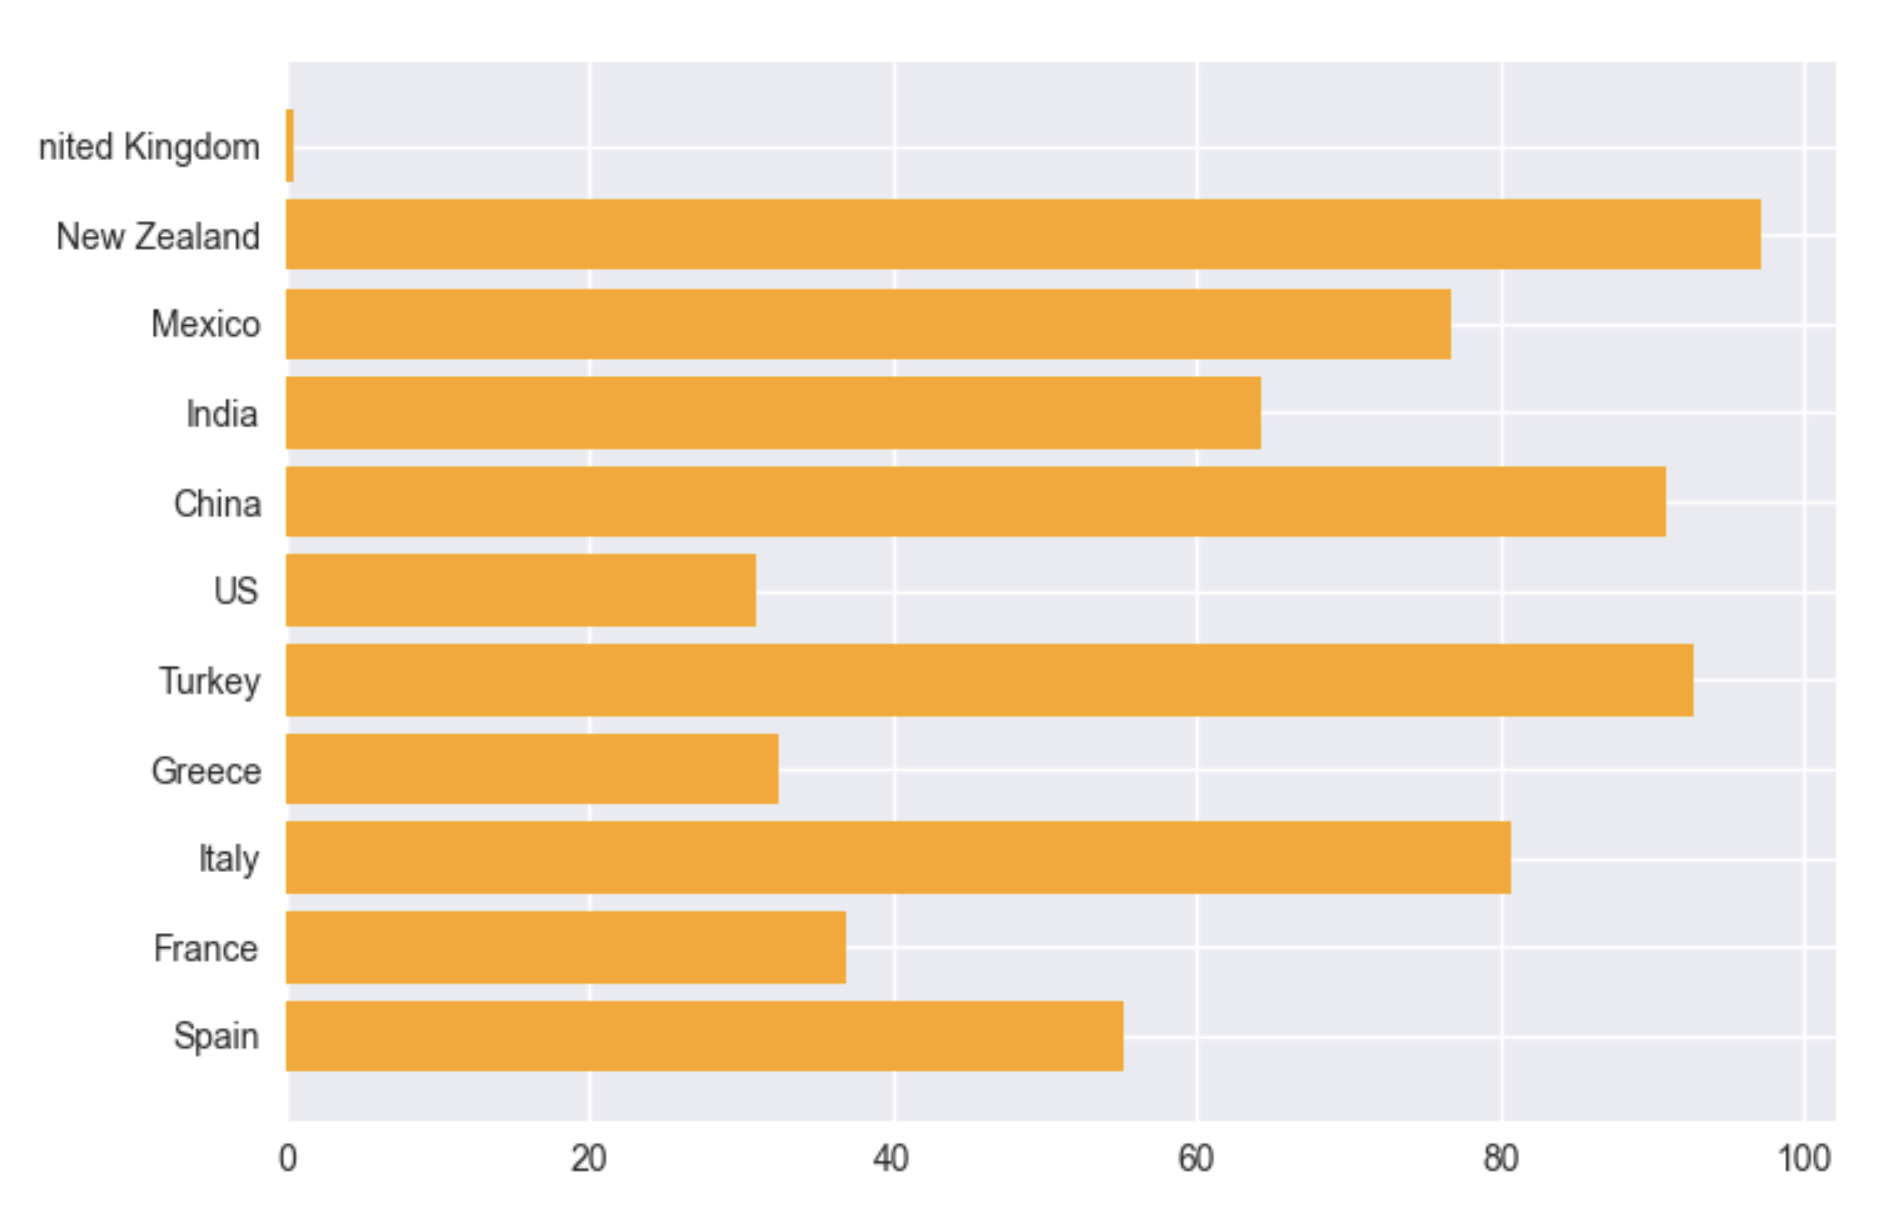 nited Kingdom
New Zealand
Mexico
India
China
US
Turkey
Greece
Italy
France
Spain
0 20 40 60 80 100